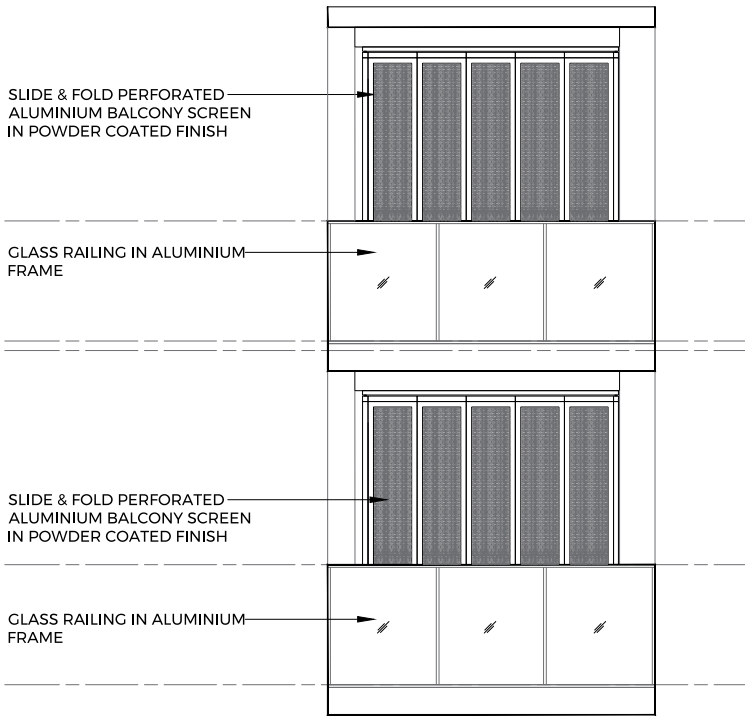 SLIDE & FOLD PERFORATED
ALUMINIUM BALCONY SCREEN
IN POWDER COATED FINISH
GLASS RAILING IN ALUMINIUM
FRAME
SLIDE & FOLD PERFORATED
ALUMINIUM BALCONY SCREEN
IN POWDER COATED FINISH
GLASS RAILING IN ALUMINIUM
FRAME